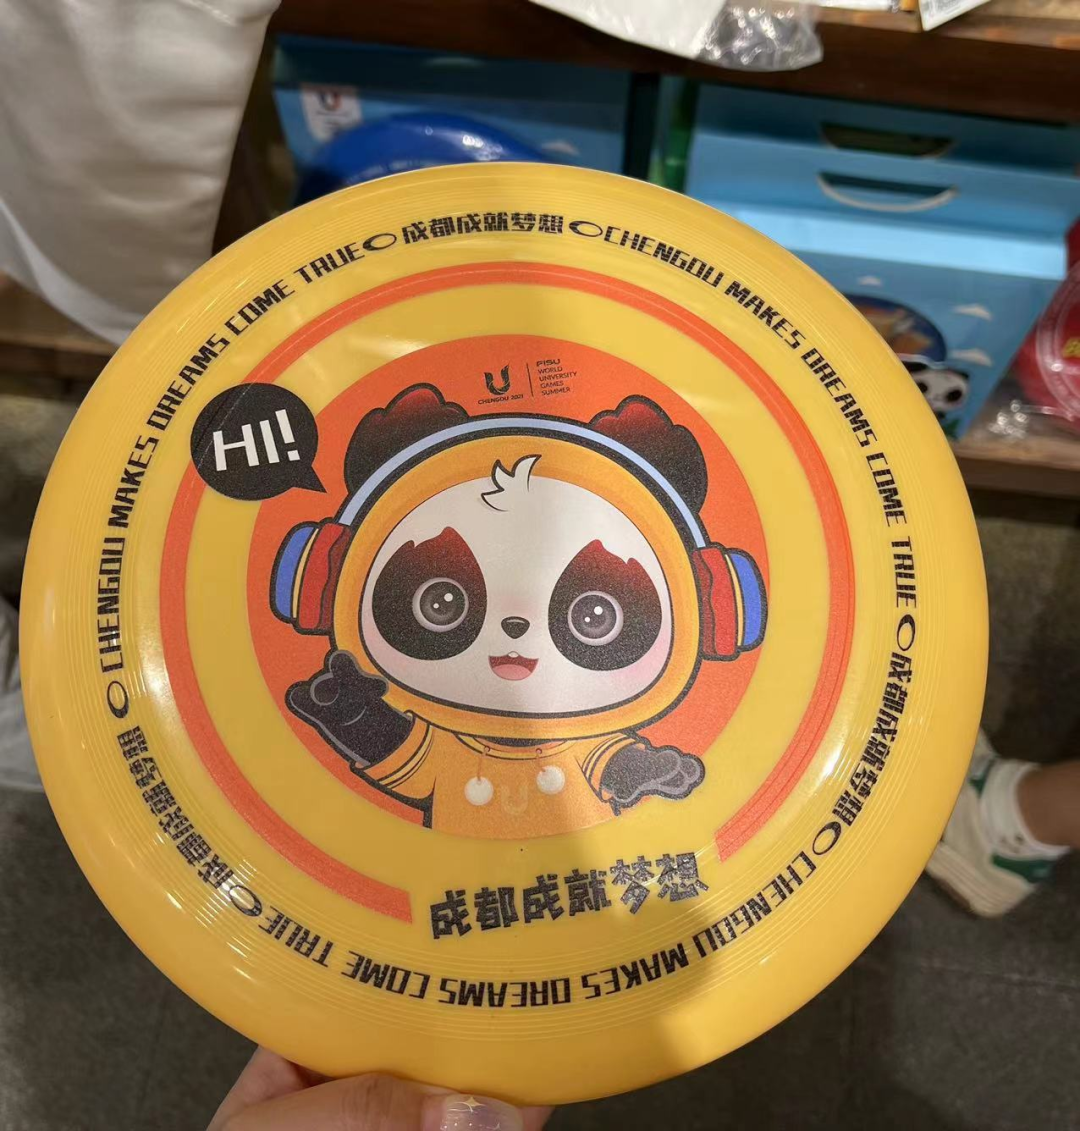 成都成就梦想
CHENGDU MAKES DREAMS COME TRUE
成都成就梦想
CHENGDU MAKES DREAMS COME TRUE
成都成就梦想
CHENGDU MAKES DREAMS COME TRUE
CHENGDU 2021
FISU
WORLD
UNIVERSITY
GAMES
SUMMER
HI!
成都成就梦想